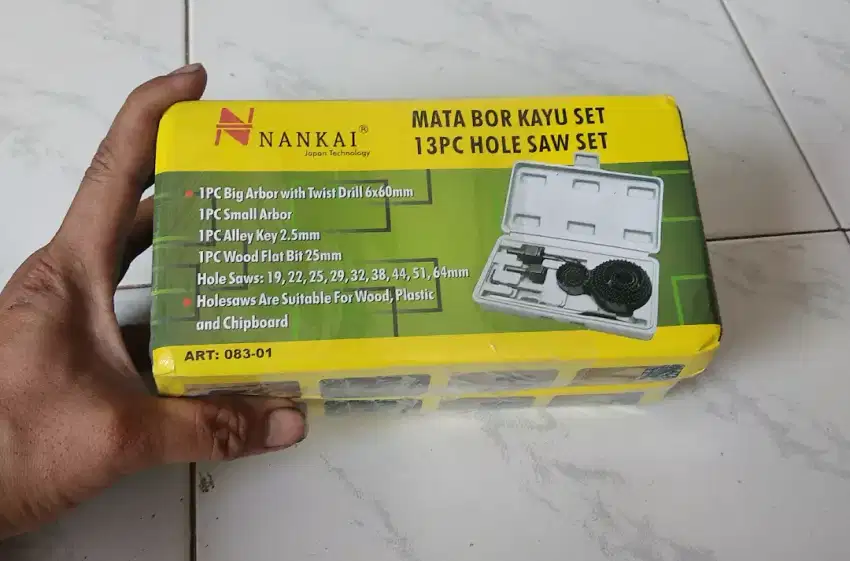 NANKAI®
Japan Technology
MATA BOR KAYU SET
13PC HOLE SAW SET
1PC Big Arbor with Twist Drill 6x60mm
1PC Small Arbor
1PC Alley Key 2.5mm
1PC Wood Flat Bit 25mm
Hole Saws: 19, 22, 25, 29, 32, 38, 44, 51, 64mm
Holesaws Are Suitable For Wood, Plastic
and Chipboard
ART: 083-01